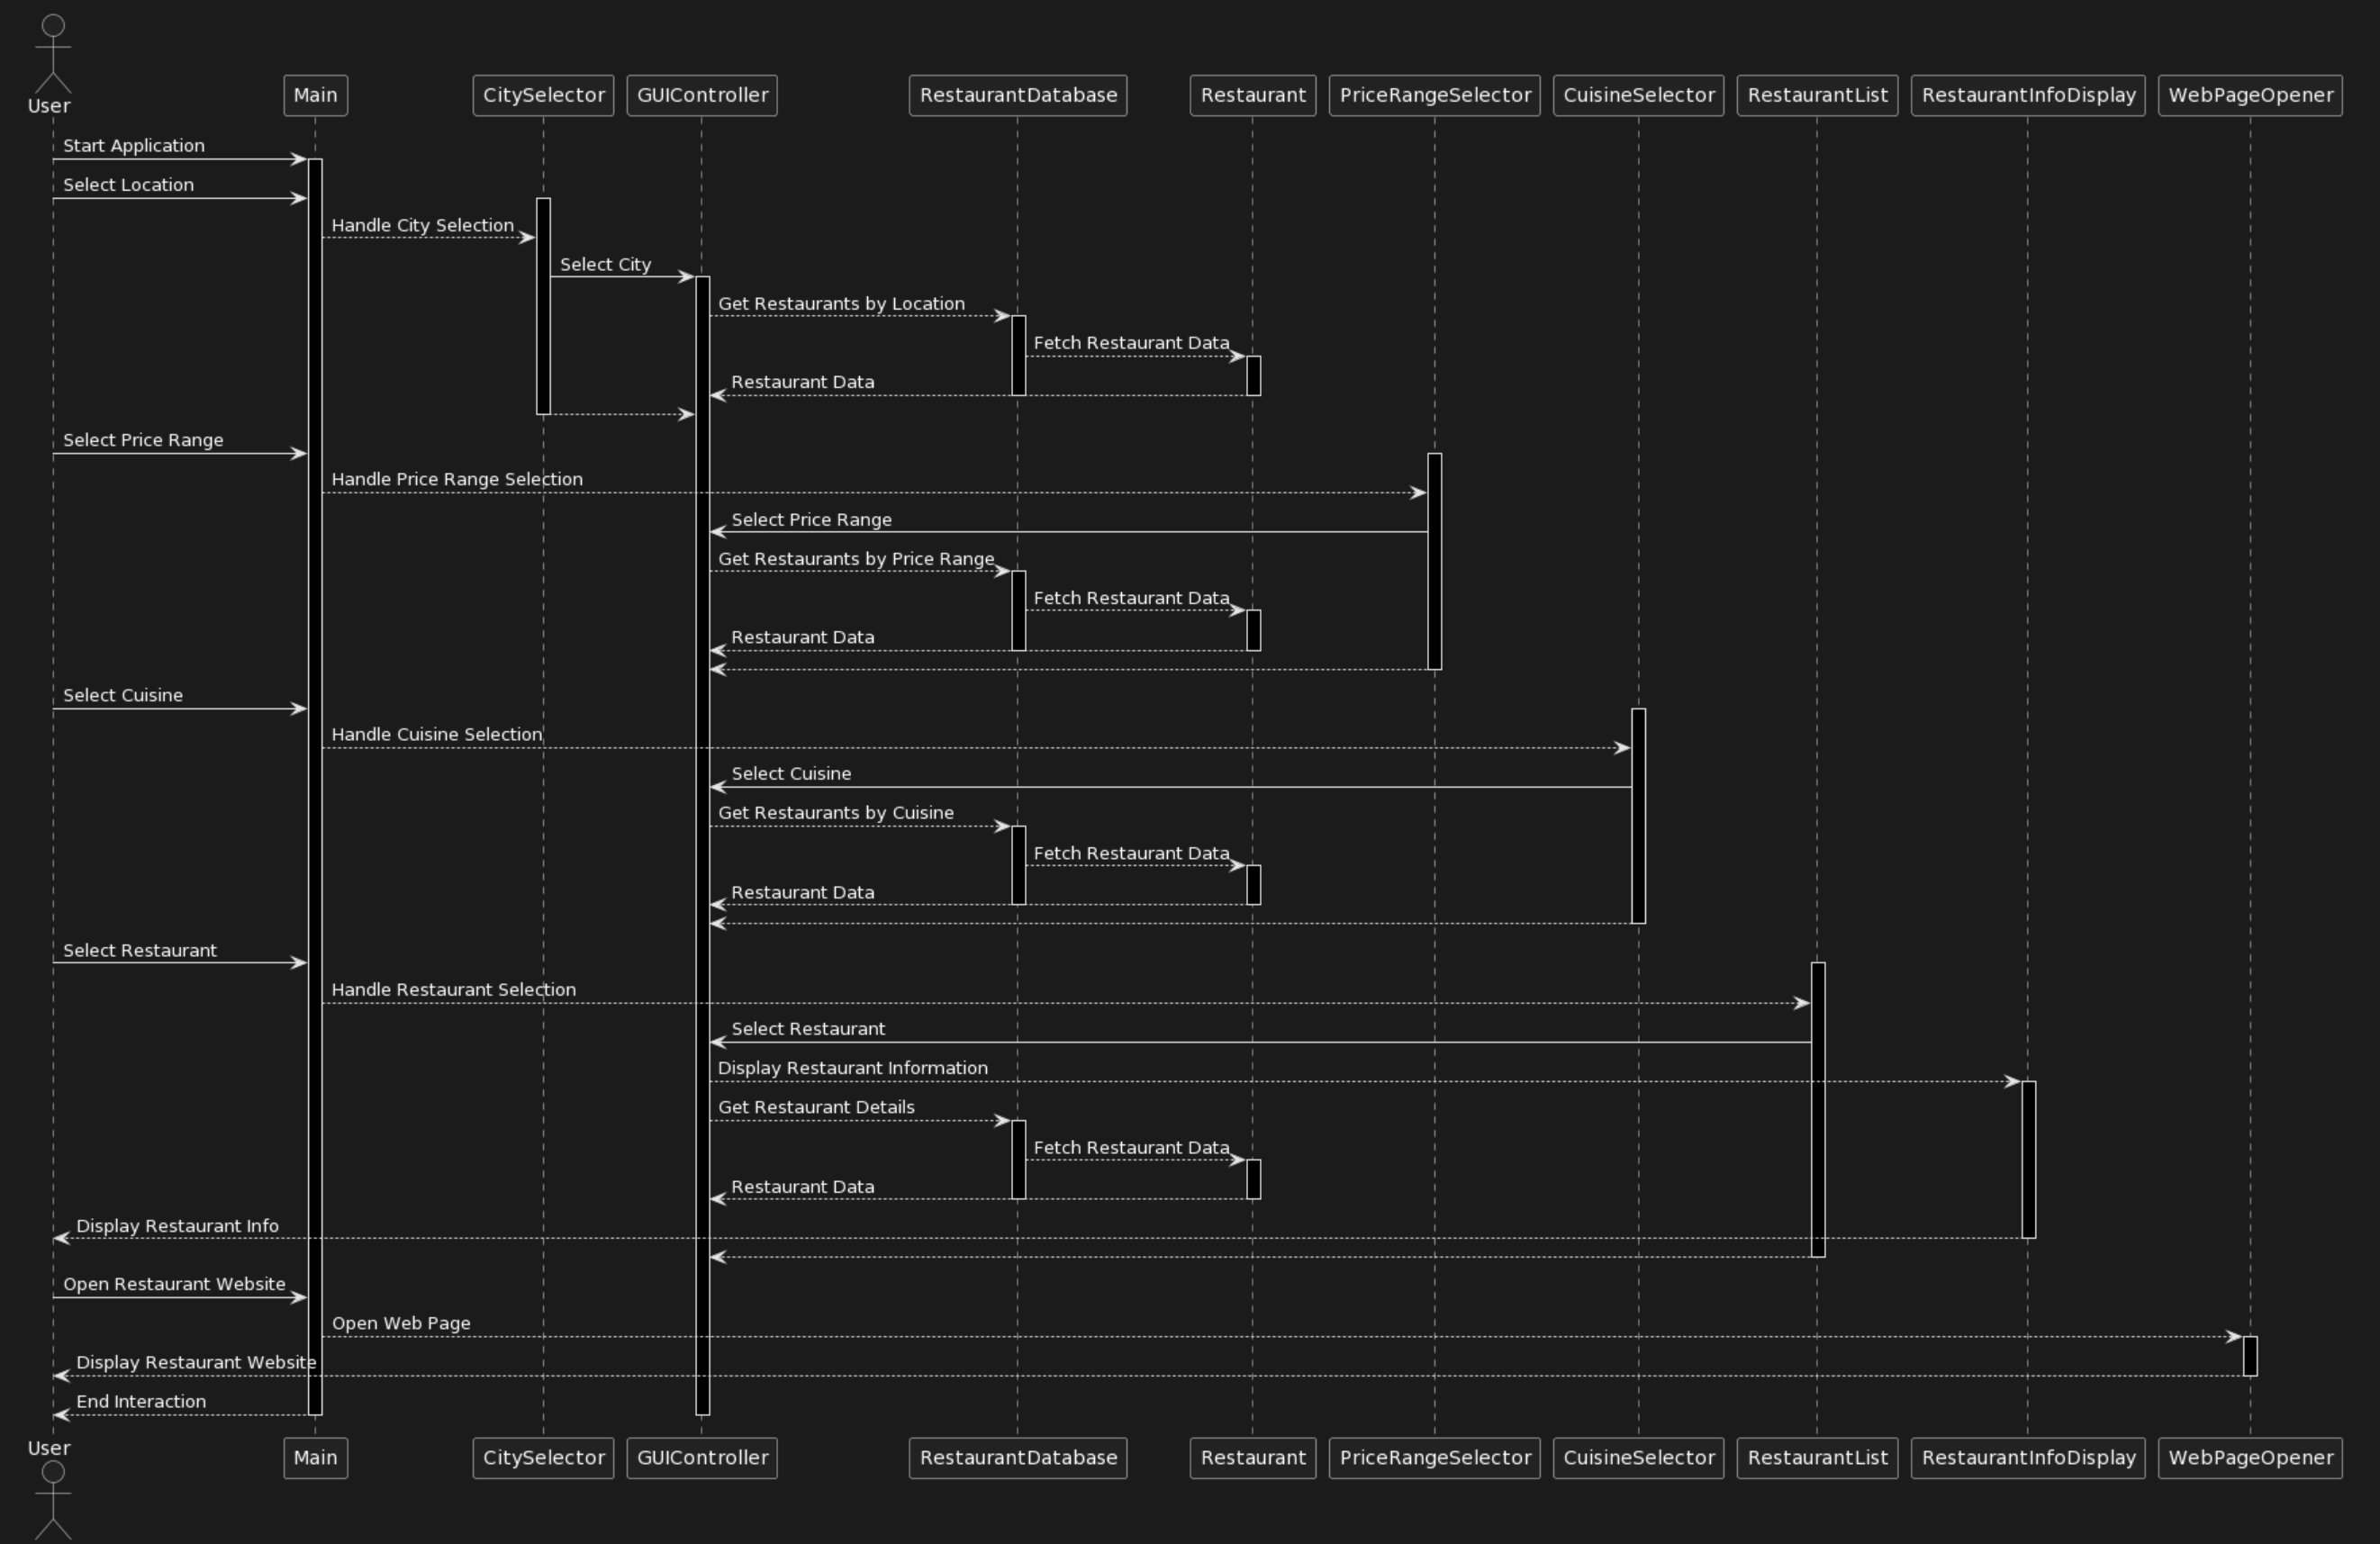 User
Main
CitySelector
GUIController
RestaurantDatabase
Restaurant
PriceRangeSelector
CuisineSelector
RestaurantList
RestaurantInfoDisplay
WebPageOpener
Start Application
Select Location
Handle City Selection
Select City
Get Restaurants by Location
Fetch Restaurant Data
Restaurant Data
Select Price Range
Handle Price Range Selection
Select Price Range
Get Restaurants by Price Range
Fetch Restaurant Data
Restaurant Data
Select Cuisine
Handle Cuisine Selection
Select Cuisine
Get Restaurants by Cuisine
Fetch Restaurant Data
Restaurant Data
Select Restaurant
Handle Restaurant Selection
Select Restaurant
Display Restaurant Information
Get Restaurant Details
Fetch Restaurant Data
Restaurant Data
Display Restaurant Info
Open Restaurant Website
Open Web Page
Display Restaurant Website
End Interaction
User
Main
CitySelector
GUIController
RestaurantDatabase
Restaurant
PriceRangeSelector
CuisineSelector
RestaurantList
RestaurantInfoDisplay
WebPageOpener